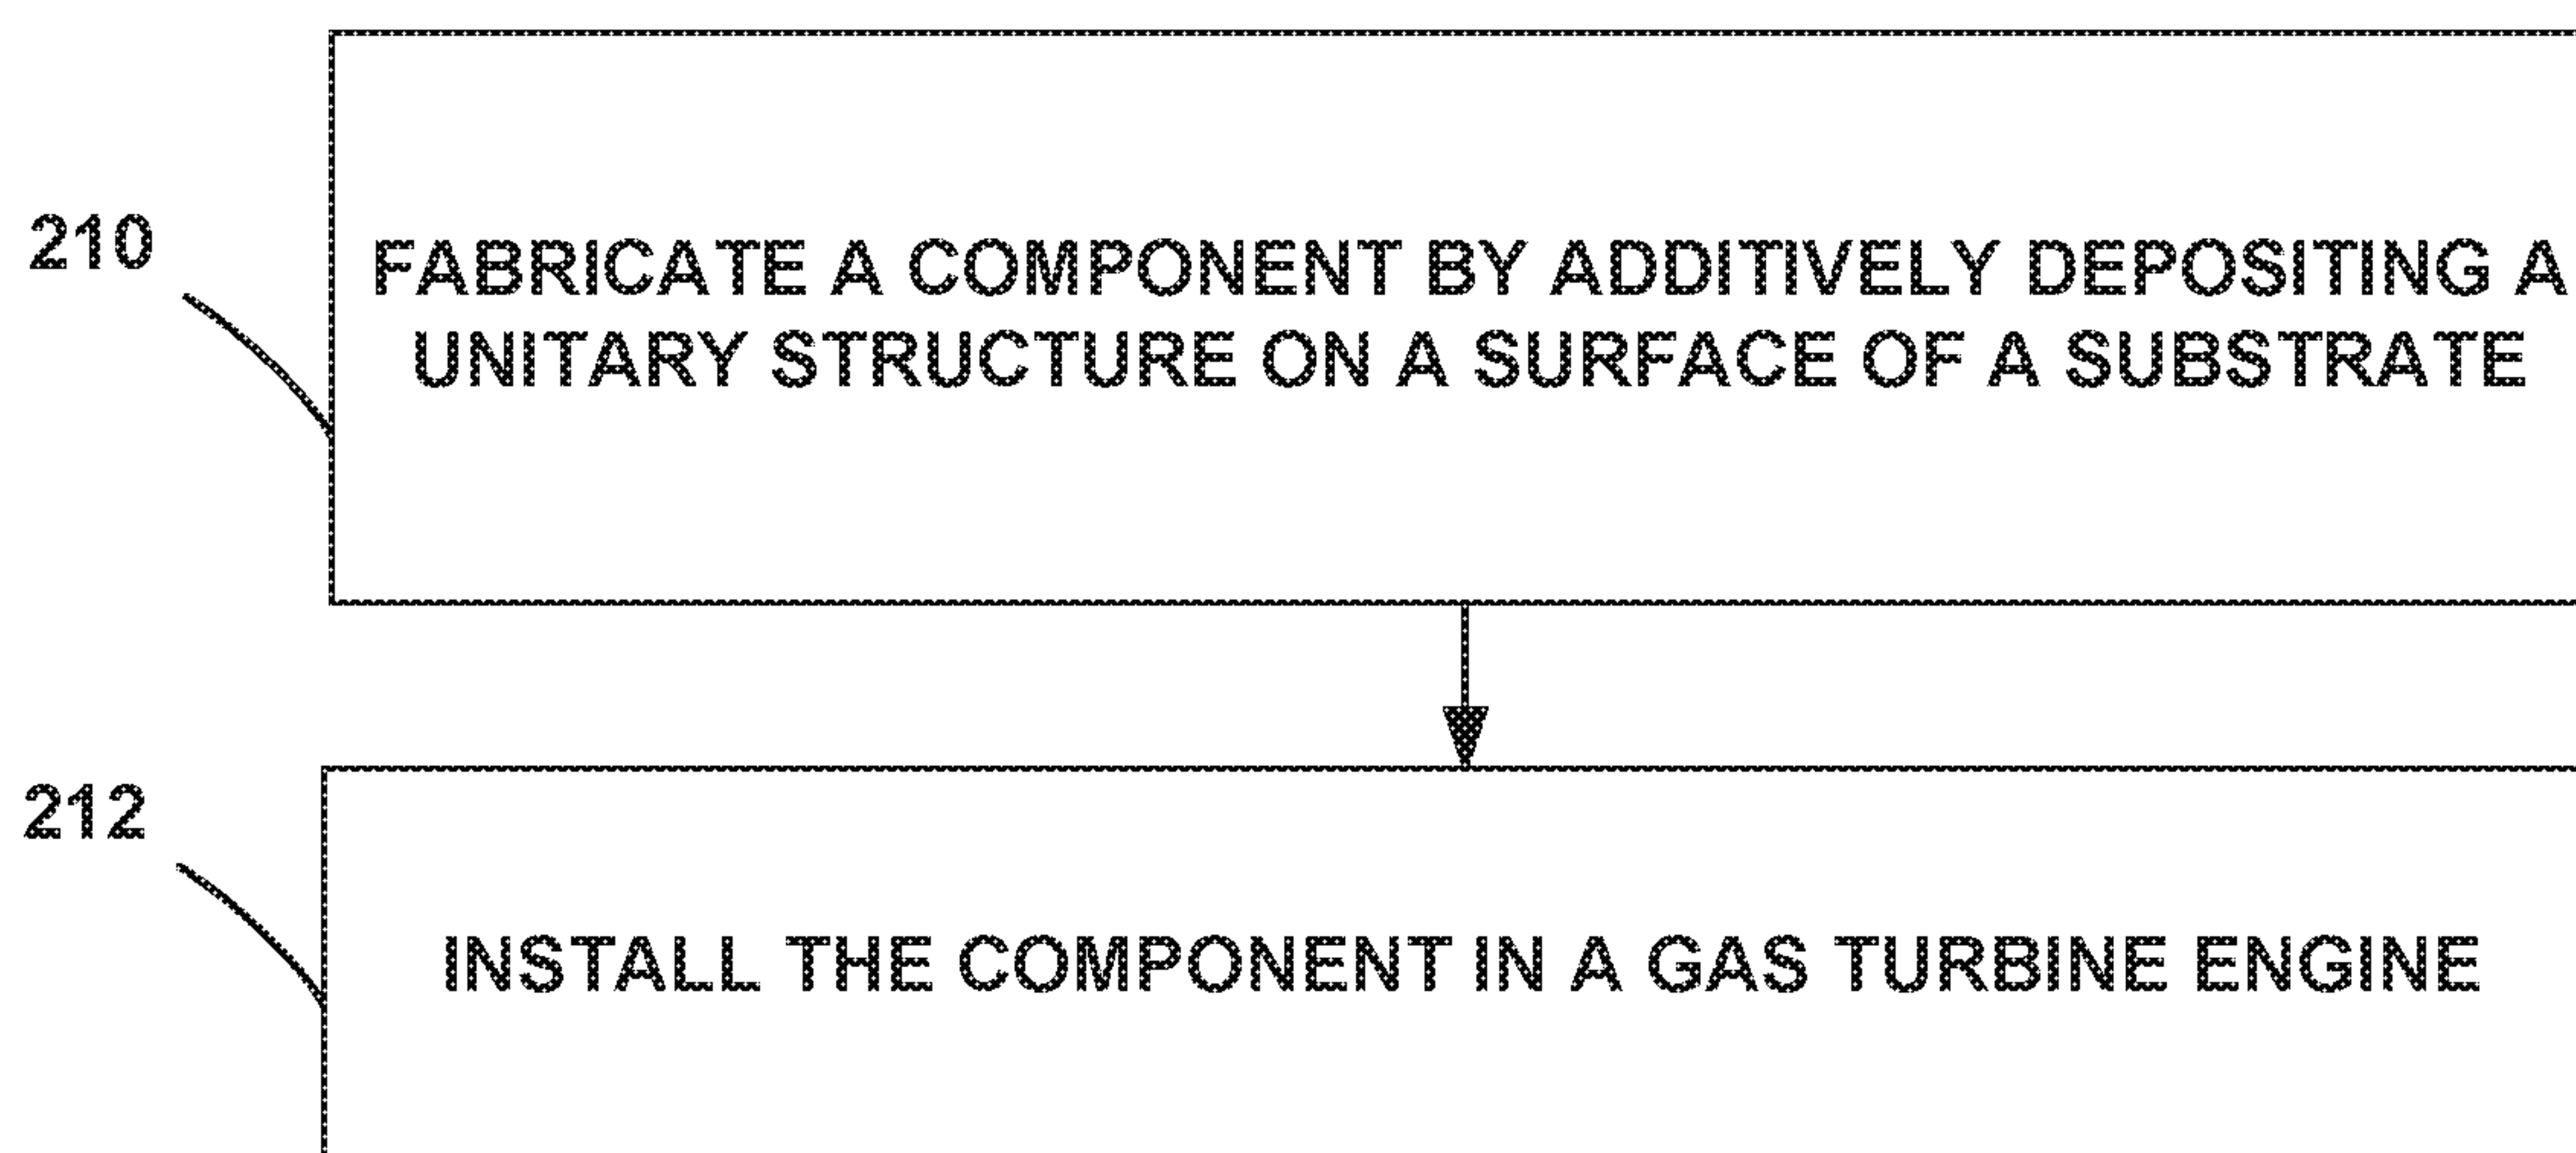 210
FABRICATE A COMPONENT BY ADDITIVELY DEPOSITING A
UNITARY STRUCTURE ON A SURFACE OF A SUBSTRATE
212
INSTALL THE COMPONENT IN A GAS TURBINE ENGINE